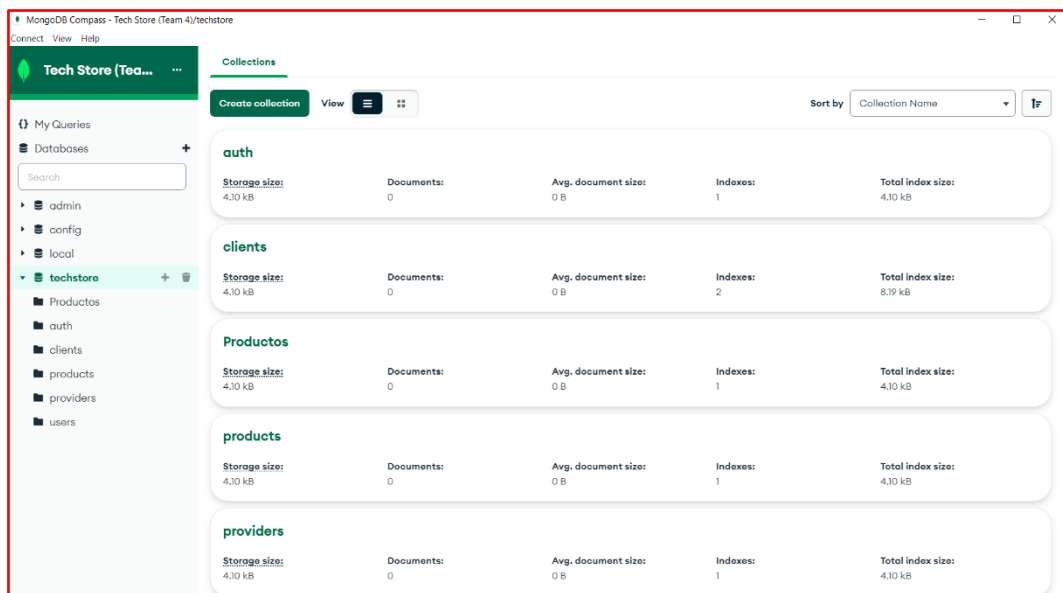 MongoDB Compass - Tech Store (Team 4)/techstore
Connect View Help
Tech Store (Tea... ...
{} My Queries
Databases +
Search
admin
config
local
techstore +
Productos
auth
clients
products
providers
users
Collections
Create collection View Sort by Collection Name
auth
Storage size: Documents: Avg. document size: Indexes: Total index size:
4.10 kB 0 0 B 1 4.10 kB
clients
Storage size: Documents: Avg. document size: Indexes: Total index size:
4.10 kB 0 0 B 2 8.19 kB
Productos
Storage size: Documents: Avg. document size: Indexes: Total index size:
4.10 kB 0 0 B 1 4.10 kB
products
Storage size: Documents: Avg. document size: Indexes: Total index size:
4.10 kB 0 0 B 1 4.10 kB
providers
Storage size: Documents: Avg. document size: Indexes: Total index size:
4.10 kB 0 0 B 1 4.10 kB